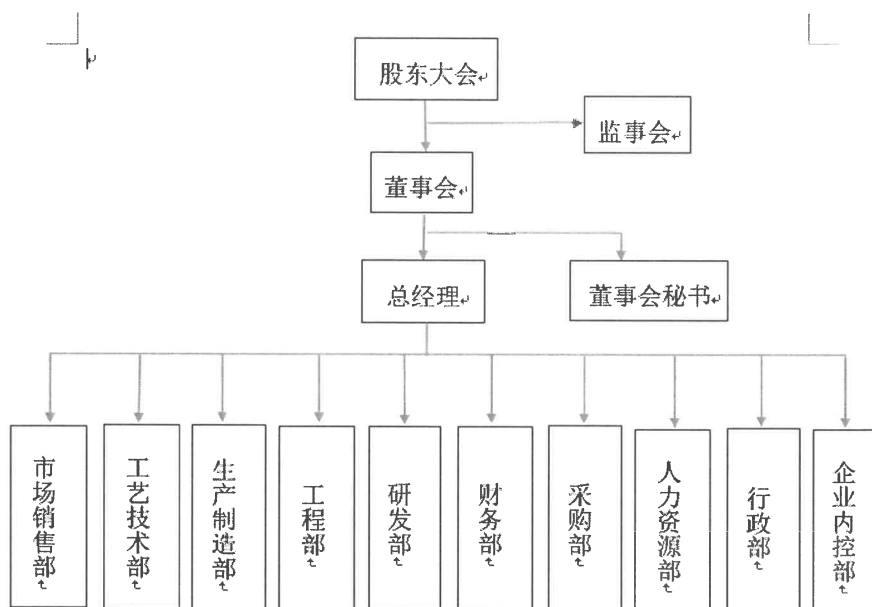 股东大会
监事会
董事会
总经理
董事会秘书
市场销售部
工艺技术部
生产制造部
工程部
研发部
财务部
采购部
人力资源部
行政部
企业内控部